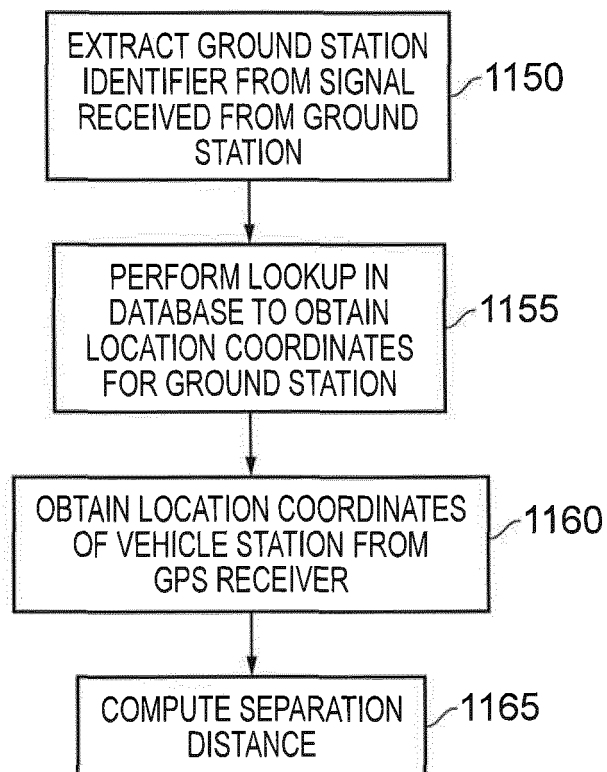 EXTRACT GROUND STATION
IDENTIFIER FROM SIGNAL
RECEIVED FROM GROUND
STATION
1150
PERFORM LOOKUP IN
DATABASE TO OBTAIN
LOCATION COORDINATES
FOR GROUND STATION
1155
OBTAIN LOCATION COORDINATES
OF VEHICLE STATION FROM
GPS RECEIVER
1160
COMPUTE SEPARATION
DISTANCE
1165